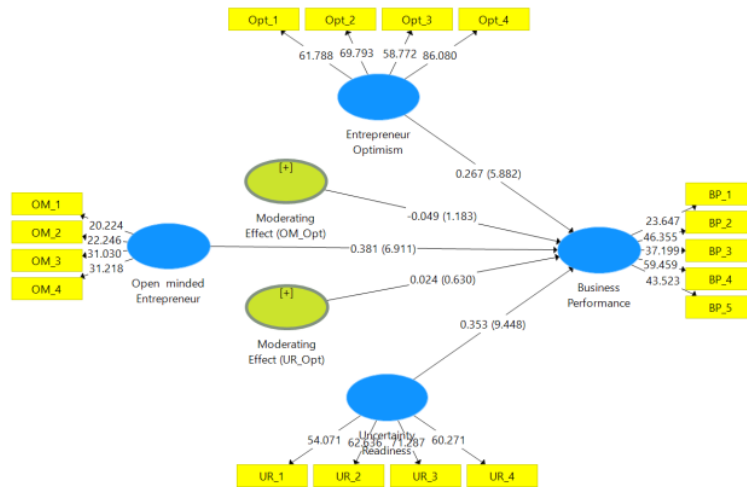 Opt_1
Opt_2
Opt_3
Opt_4
61.788
69.793
58.772
86.080
Entrepreneur
Optimism
0.267 (5.882)
[+]
Moderating
Effect (OM_Opt)
-0.049 (1.183)
OM_1
OM_2
OM_3
OM_4
20.224
22.246
31.030
31.218
Open minded
Entrepreneur
0.381 (6.911)
BP_1
BP_2
BP_3
BP_4
BP_5
23.647
46.355
37.199
59.459
43.523
Business
Performance
[+]
Moderating
Effect (UR_Opt)
0.024 (0.630)
0.353 (9.448)
Uncertainty
Readiness
54.071
62.636
71.287
60.271
UR_1
UR_2
UR_3
UR_4